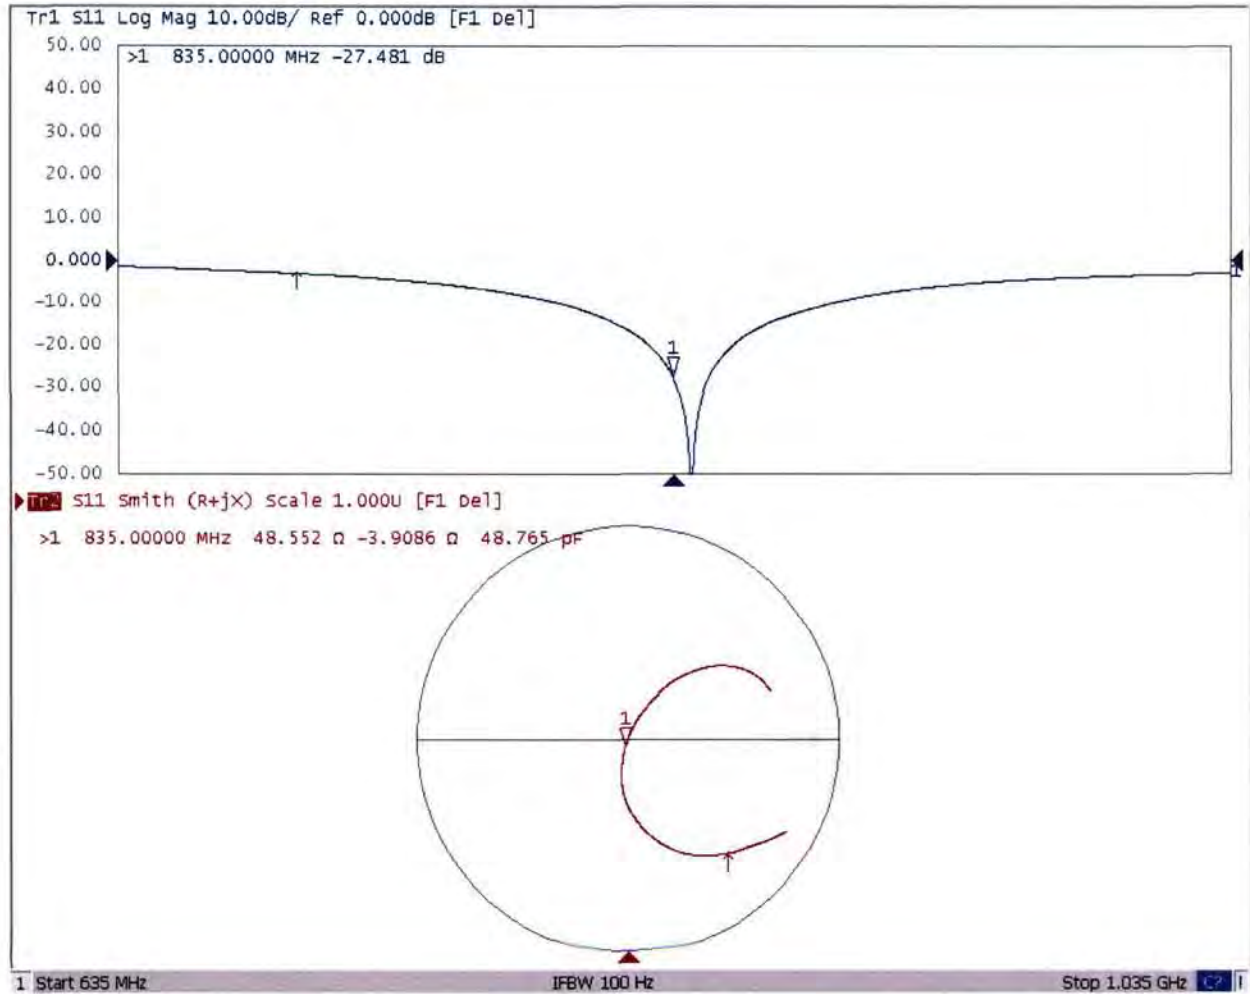 Tr1 S11 Log Mag 10.00dB/ Ref 0.000dB [F1 Del]
50.00
>1 835.00000 MHz -27.481 dB
40.00
30.00
20.00
10.00
0.000
-10.00
-20.00
1
-30.00
-40.00
-50.00
Tr2 S11 Smith (R+jX) Scale 1.000U [F1 Del]
>1 835.00000 MHz 48.552 Ω -3.9086 Ω 48.765 pF
1
1 Start 635 MHz IFBW 100 Hz Stop 1.035 GHz C?